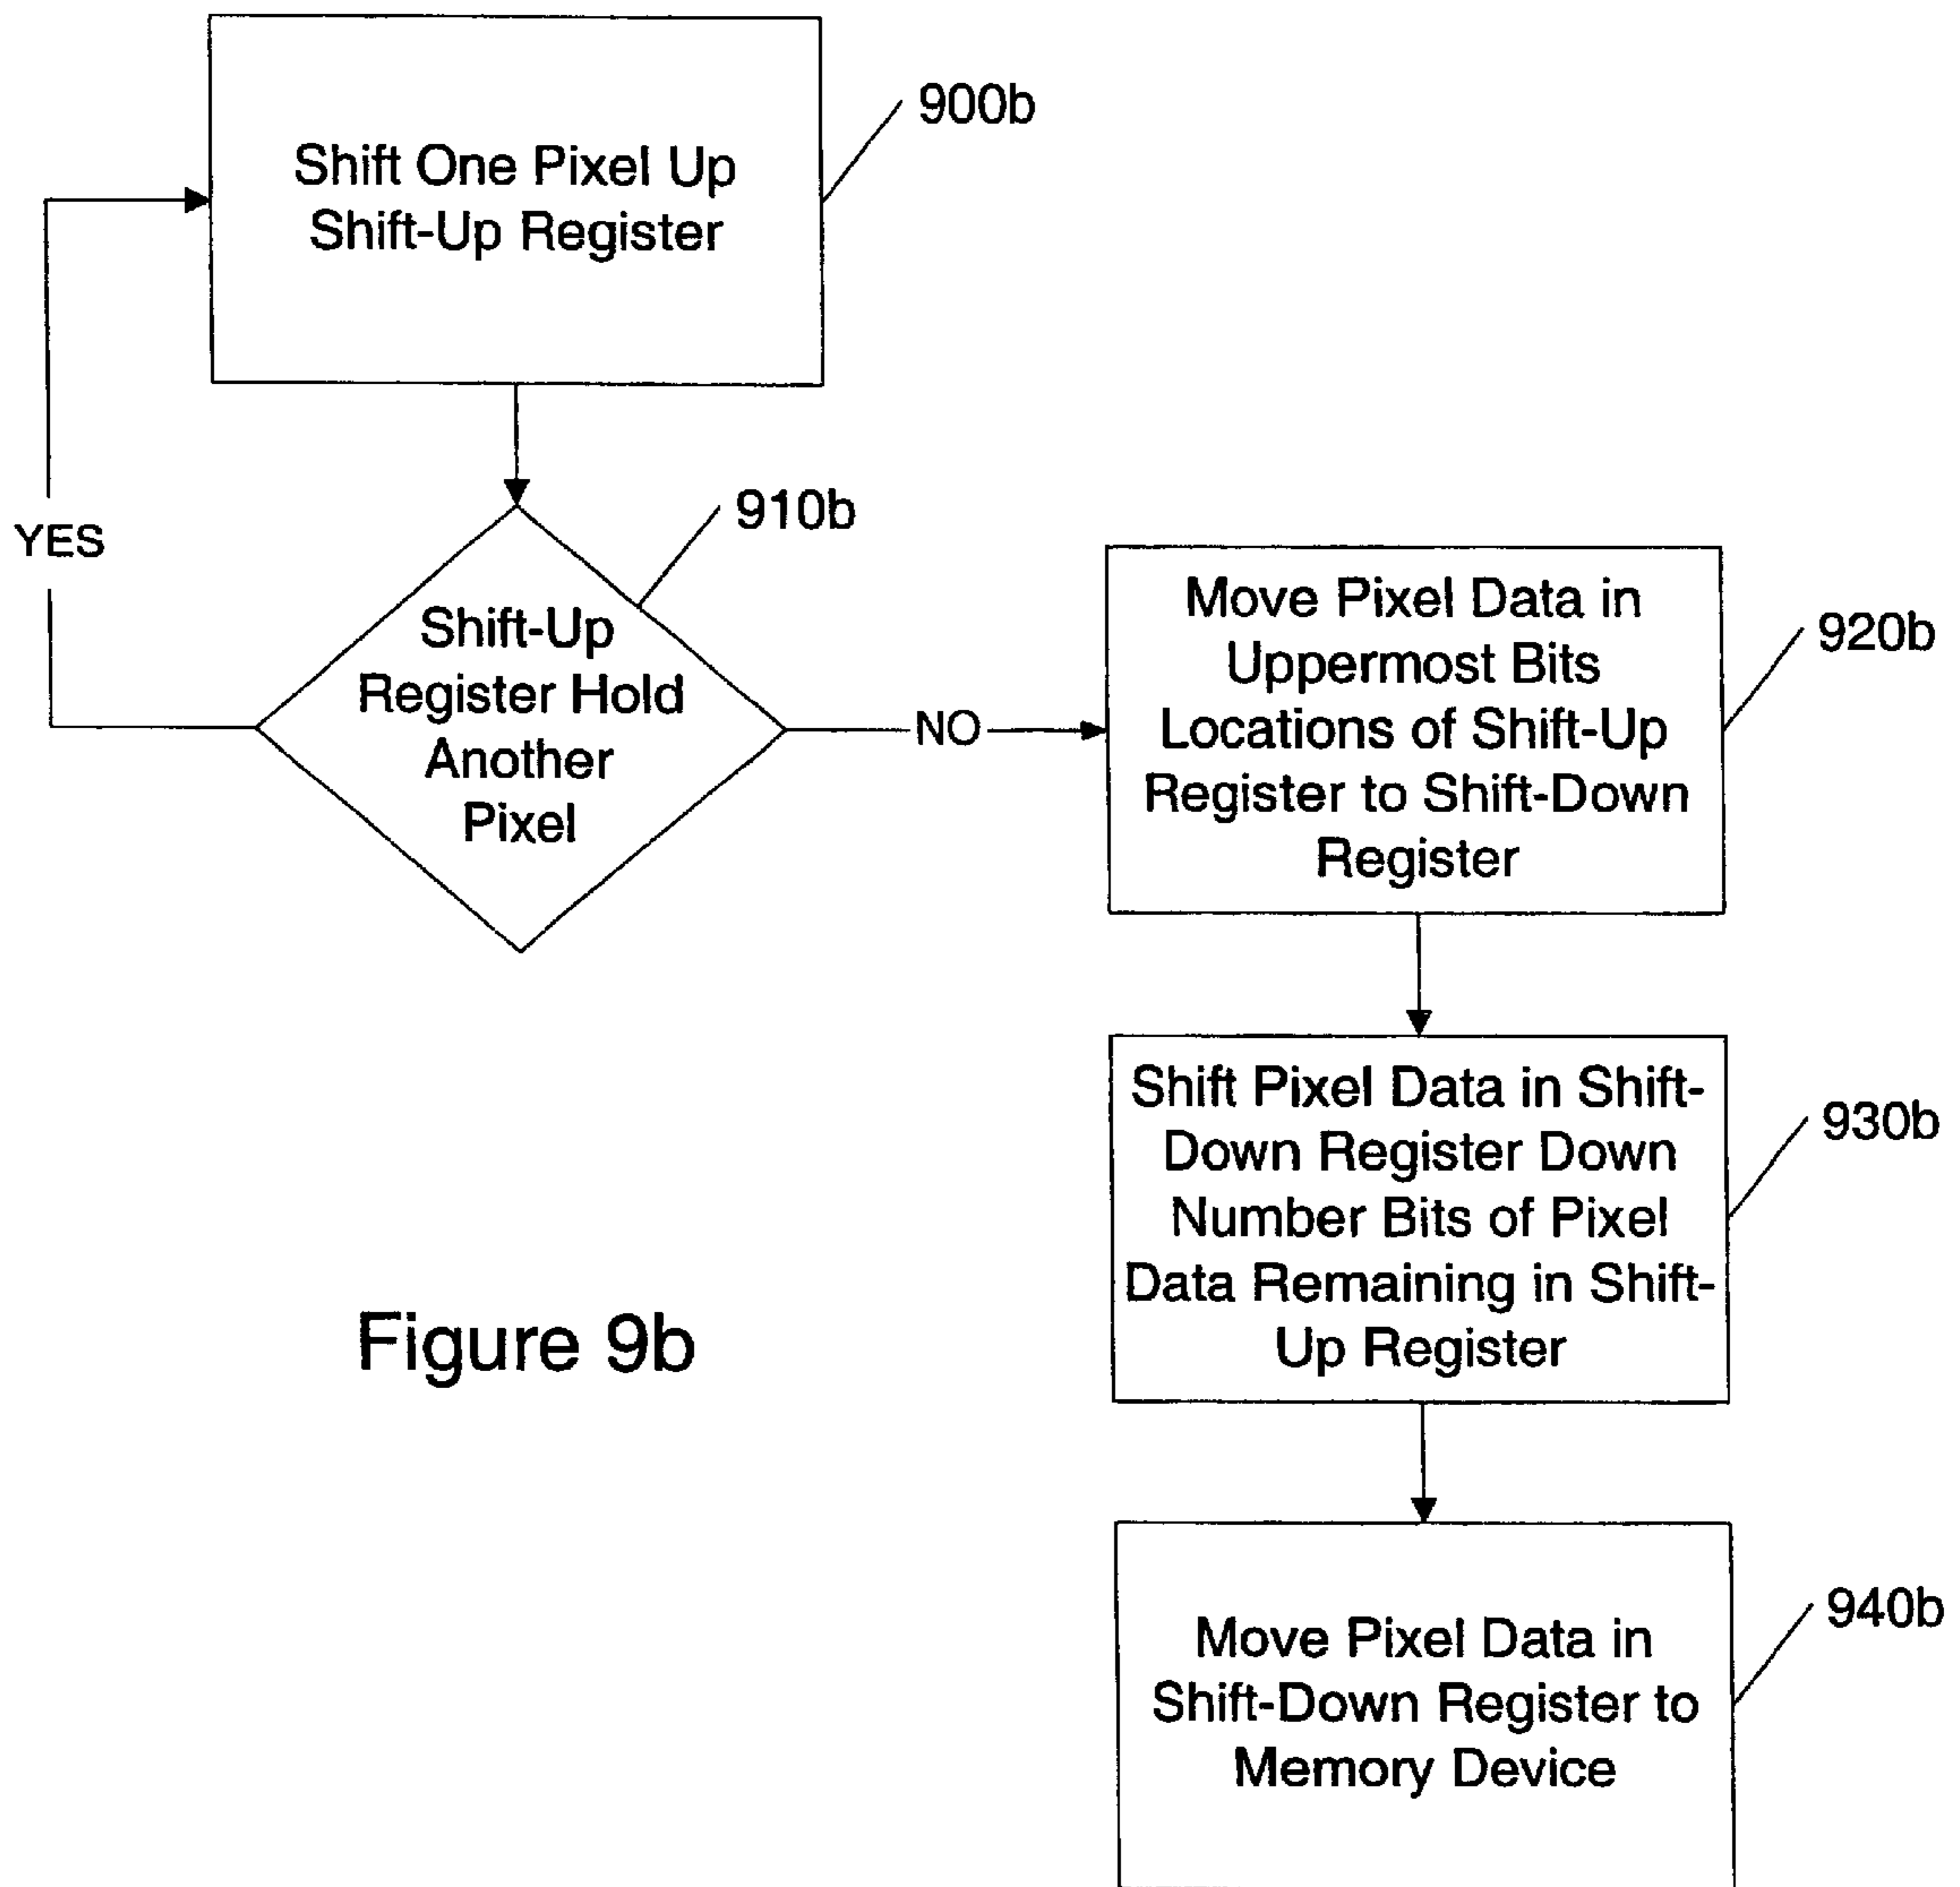 Shift One Pixel Up
Shift-Up Register
900b
YES
910b
Shift-Up
Register Hold
Another
Pixel
NO
Move Pixel Data in
Uppermost Bits
Locations of Shift-Up
Register to Shift-Down
Register
920b
Shift Pixel Data in Shift-
Down Register Down
Number Bits of Pixel
Data Remaining in Shift-
Up Register
930b
Move Pixel Data in
Shift-Down Register to
Memory Device
940b
Figure 9b